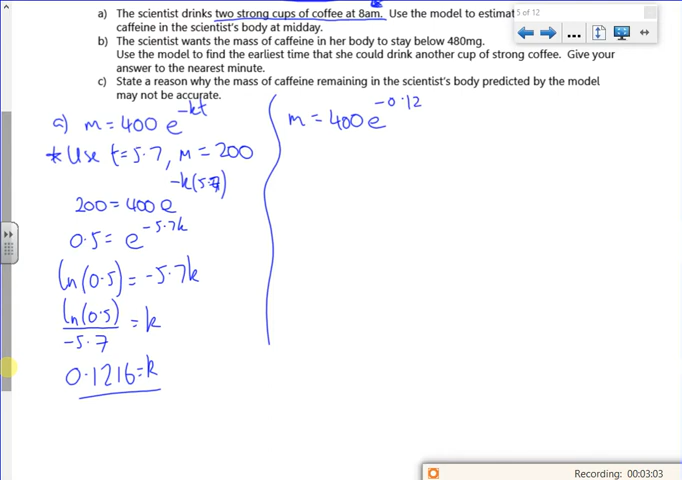 a) The scientist drinks two strong cups of coffee at 8am. Use the model to estimat
caffeine in the scientist's body at midday.
b) The scientist wants the mass of caffeine in her body to stay below 480mg.
Use the model to find the earliest time that she could drink another cup of strong coffee. Give your
answer to the nearest minute.
c) State a reason why the mass of caffeine remaining in the scientist's body predicted by the model
may not be accurate.
5 of 12
a) m = 400 e^-kt
* Use t = 5.7, m = 200
200 = 400 e^-k(5.7)
0.5 = e^-5.7k
ln(0.5) = -5.7k
ln(0.5)
-5.7
= k
0.1216 = k
m = 400 e^-0.12
Recording: 00:03:03